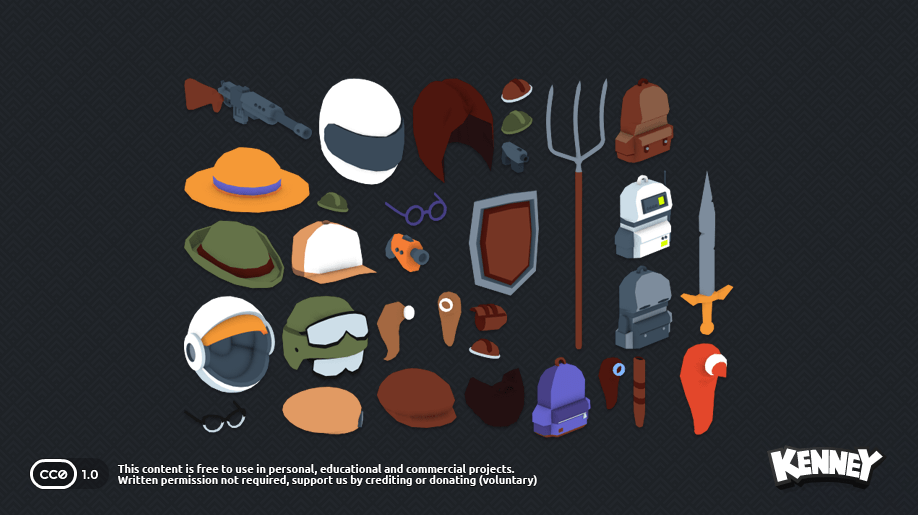 CC0 1.0
This content is free to use in personal, educational and commercial projects.
Written permission not required, support us by crediting or donating (voluntary)
KENNEY